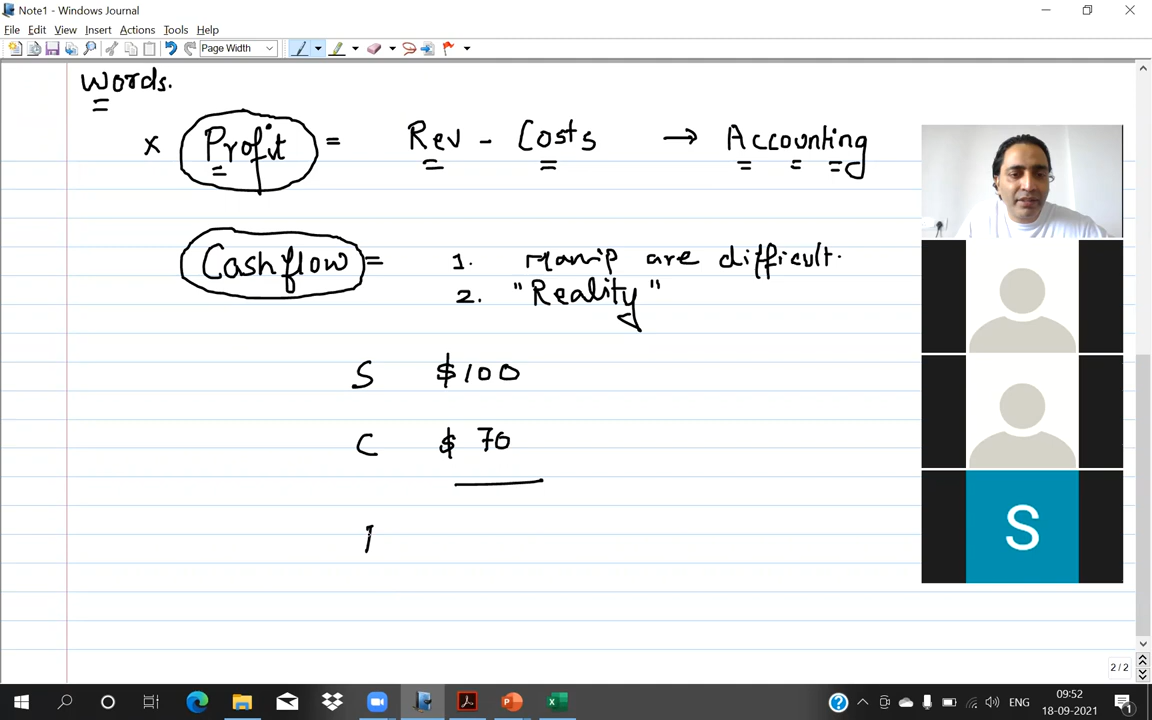 Note1 - Windows Journal
File Edit View Insert Actions Tools Help
Page Width
Words.
x Profit = Rev - Costs → Accounting
Cashflow = 1. Manip are difficult.
2. "Reality"
S $100
C $ 70
S
2/2
ENG
09:52
18-09-2021
1